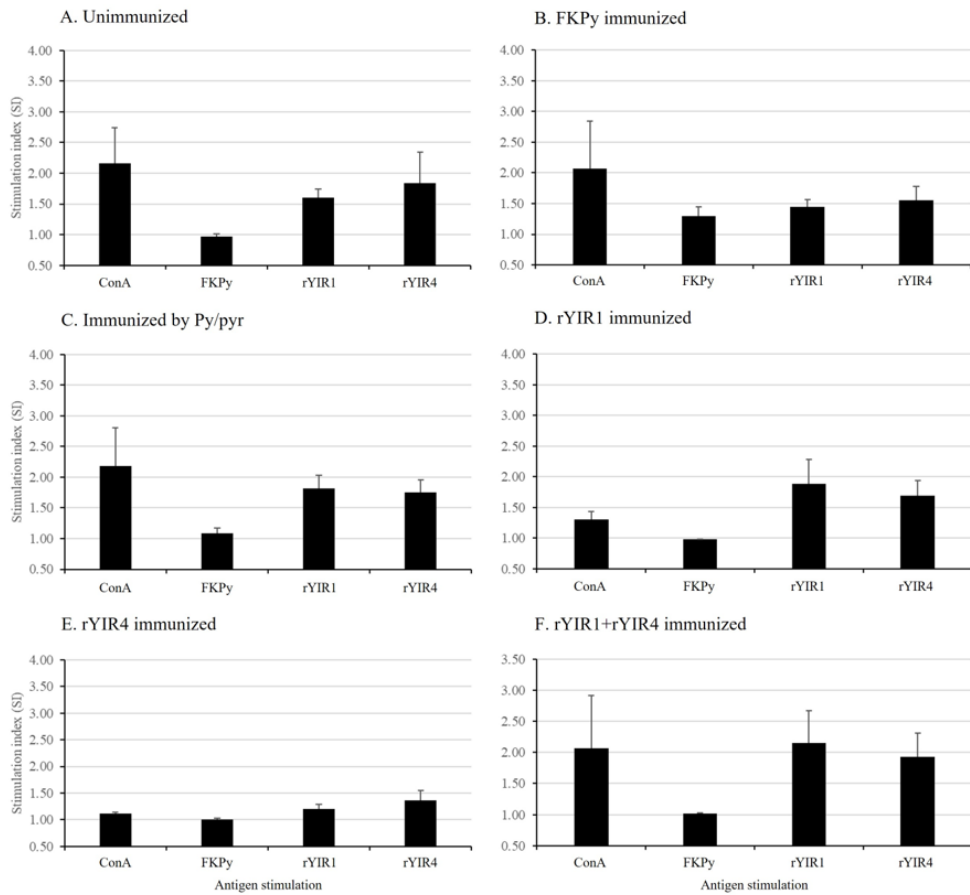 A. Unimmunized
4.00
3.50
3.00
2.50
2.00
1.50
1.00
0.50
Stimulation index (SI)
ConA FKPy rYIR1 rYIR4
B. FKPy immunized
4.00
3.50
3.00
2.50
2.00
1.50
1.00
0.50
ConA FKPy rYIR1 rYIR4
C. Immunized by Py/pyr
4.00
3.50
3.00
2.50
2.00
1.50
1.00
0.50
Stimulation index (SI)
ConA FKPy rYIR1 rYIR4
D. rYIR1 immunized
4.00
3.50
3.00
2.50
2.00
1.50
1.00
0.50
ConA FKPy rYIR1 rYIR4
E. rYIR4 immunized
4.00
3.50
3.00
2.50
2.00
1.50
1.00
0.50
Stimulation index (SI)
ConA FKPy rYIR1 rYIR4
Antigen stimulation
F. rYIR1+rYIR4 immunized
3.50
3.00
2.50
2.00
1.50
1.00
0.50
ConA FKPy rYIR1 rYIR4
Antigen stimulation